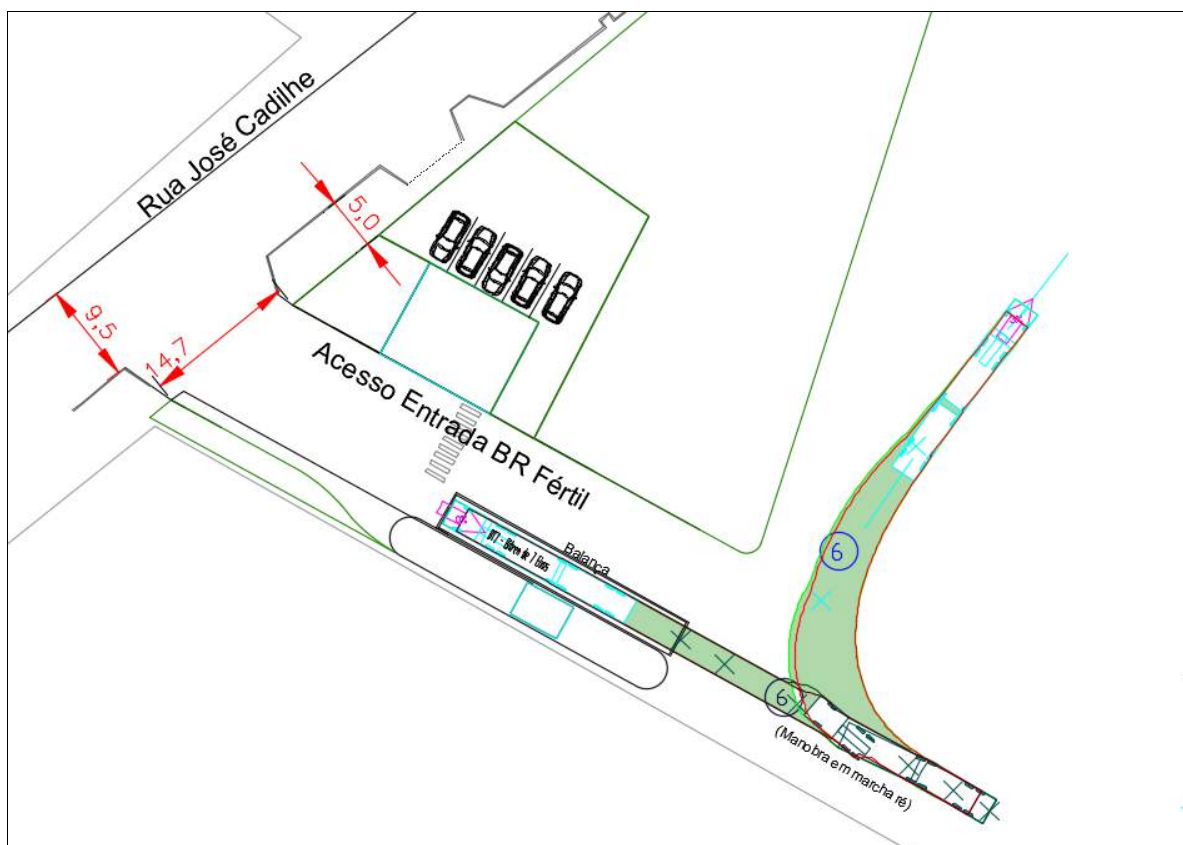 Rua José Cadilhe
5,0
9,5
14,7
Acesso Entrada BR Fértil
Balança
6
6
(Manobra em marcha ré)